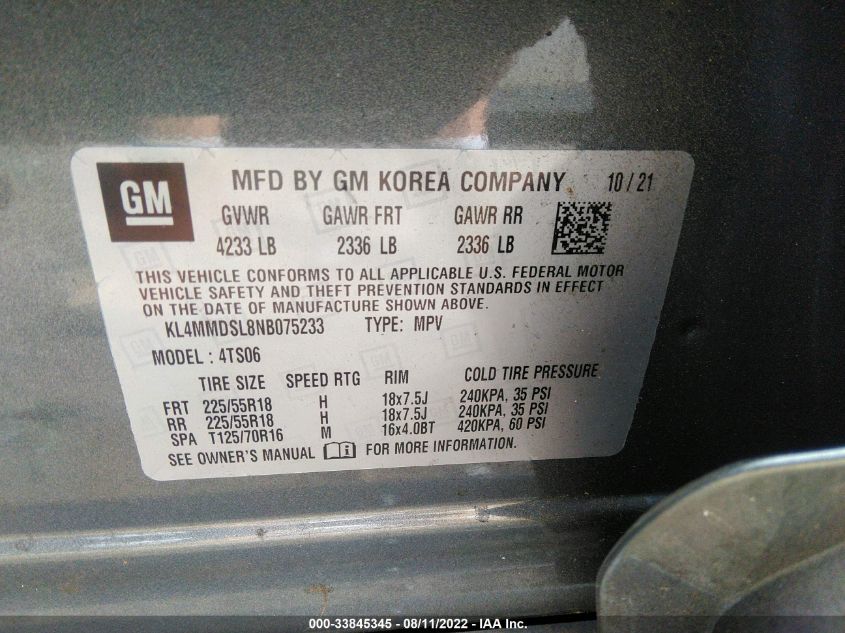 GM MFD BY GM KOREA COMPANY 10/21
GVWR GAWR FRT GAWR RR
4233 LB 2336 LB 2336 LB
THIS VEHICLE CONFORMS TO ALL APPLICABLE U.S. FEDERAL MOTOR
VEHICLE SAFETY AND THEFT PREVENTION STANDARDS IN EFFECT
ON THE DATE OF MANUFACTURE SHOWN ABOVE.
KL4MMDSL8NB075233 TYPE: MPV
MODEL : 4TS06
TIRE SIZE SPEED RTG RIM COLD TIRE PRESSURE
FRT 225/55R18 H 18x7.5J 240KPA, 35 PSI
RR 225/55R18 H 18x7.5J 240KPA, 35 PSI
SPA T125/70R16 M 16x4.0BT 420KPA, 60 PSI
SEE OWNER'S MANUAL FOR MORE INFORMATION.
000-33845345 - 08/11/2022 - IAA Inc.